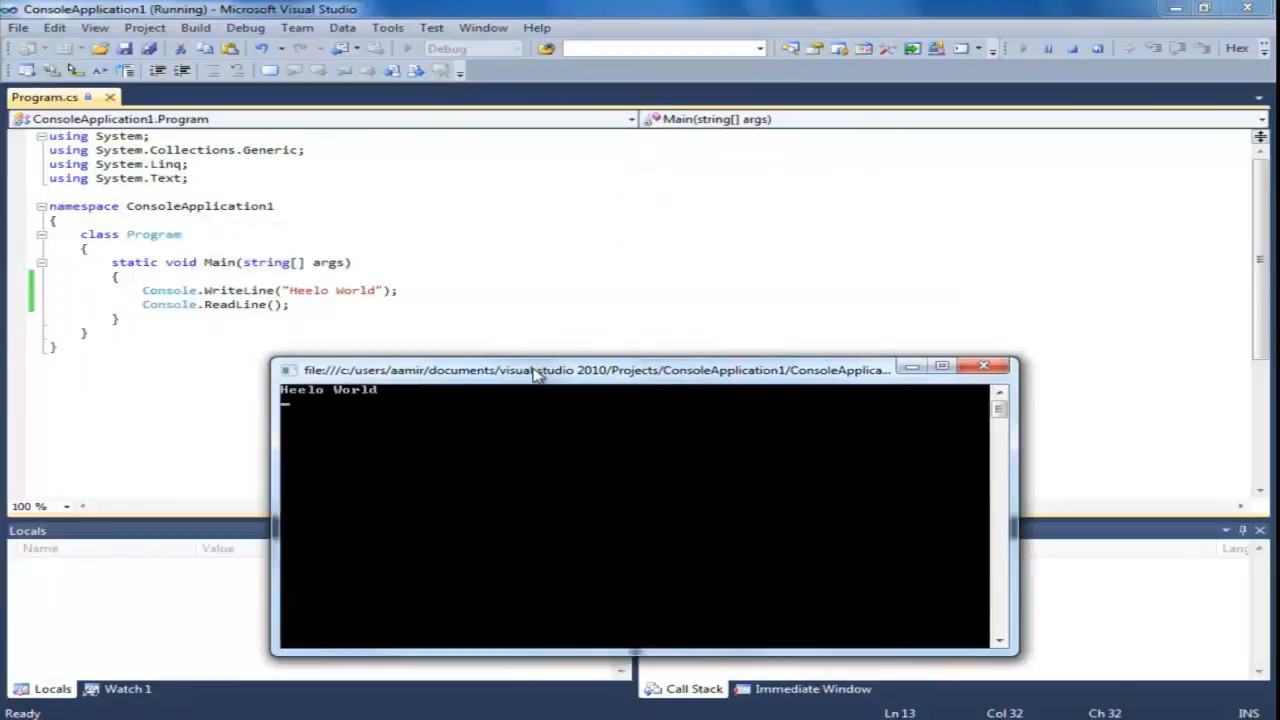 ConsoleApplication1 (Running) - Microsoft Visual Studio
File Edit View Project Build Debug Team Data Tools Test Window Help
Debug
Hex
Program.cs
ConsoleApplication1.Program
Main(string[] args)
using System;
using System.Collections.Generic;
using System.Linq;
using System.Text;
namespace ConsoleApplication1
{
class Program
{
static void Main(string[] args)
{
Console.WriteLine("Heelo World");
Console.ReadLine();
}
}
}
file:///c:/users/aamir/documents/visual studio 2010/Projects/ConsoleApplication1/ConsoleApplica...
Heelo World
100 %
Locals
Name Value Lang
Locals Watch 1 Call Stack Immediate Window
Ready Ln 13 Col 32 Ch 32 INS